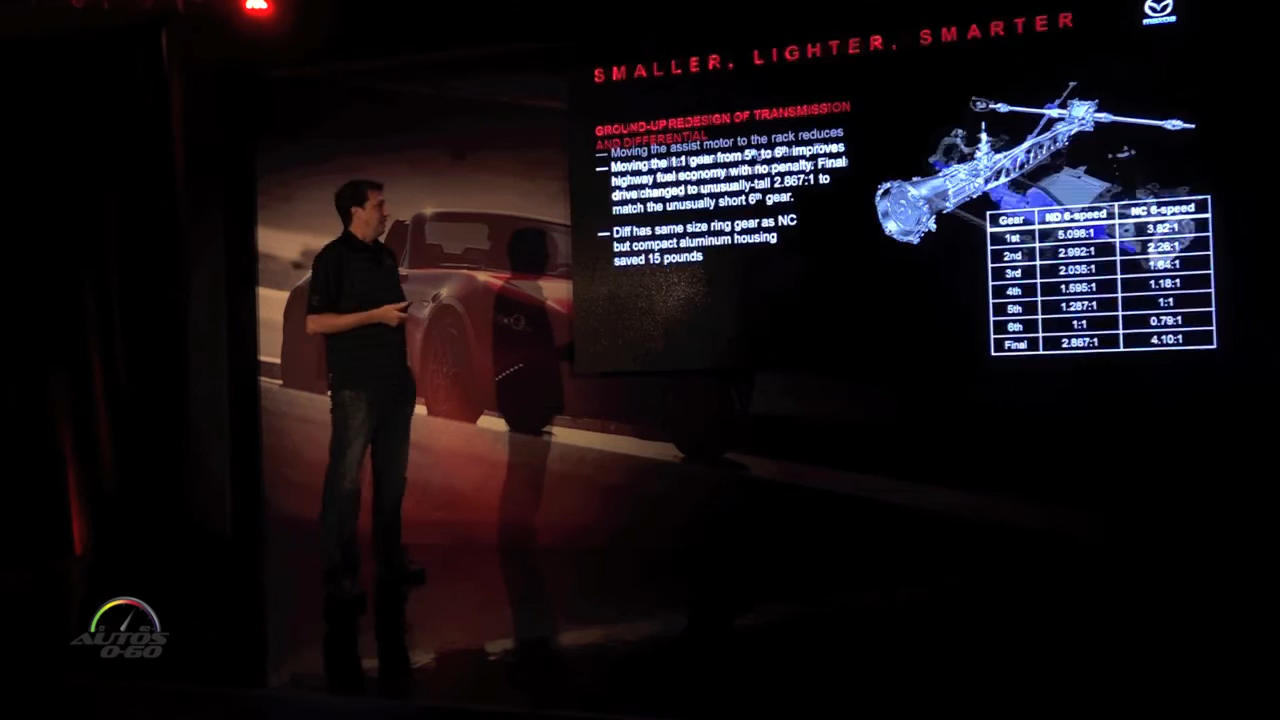 mazda
SMALLER, LIGHTER, SMARTER
GROUND-UP REDESIGN OF TRANSMISSION
AND DIFFERENTIAL
— Moving the assist motor to the rack reduces
— Moving the 1:1 gear from 5th to 6th improves
highway fuel economy with no penalty. Final
drive changed to unusually-tall 2.867:1 to
match the unusually short 6th gear.
— Diff has same size ring gear as NC
but compact aluminum housing
saved 15 pounds
Gear ND 6-speed NC 6-speed
1st 5.098:1 3.82:1
2nd 2.992:1 2.26:1
3rd 2.035:1 1.64:1
4th 1.595:1 1.18:1
5th 1.287:1 1:1
6th 1:1 0.79:1
Final 2.867:1 4.10:1
AUTOS
0-60